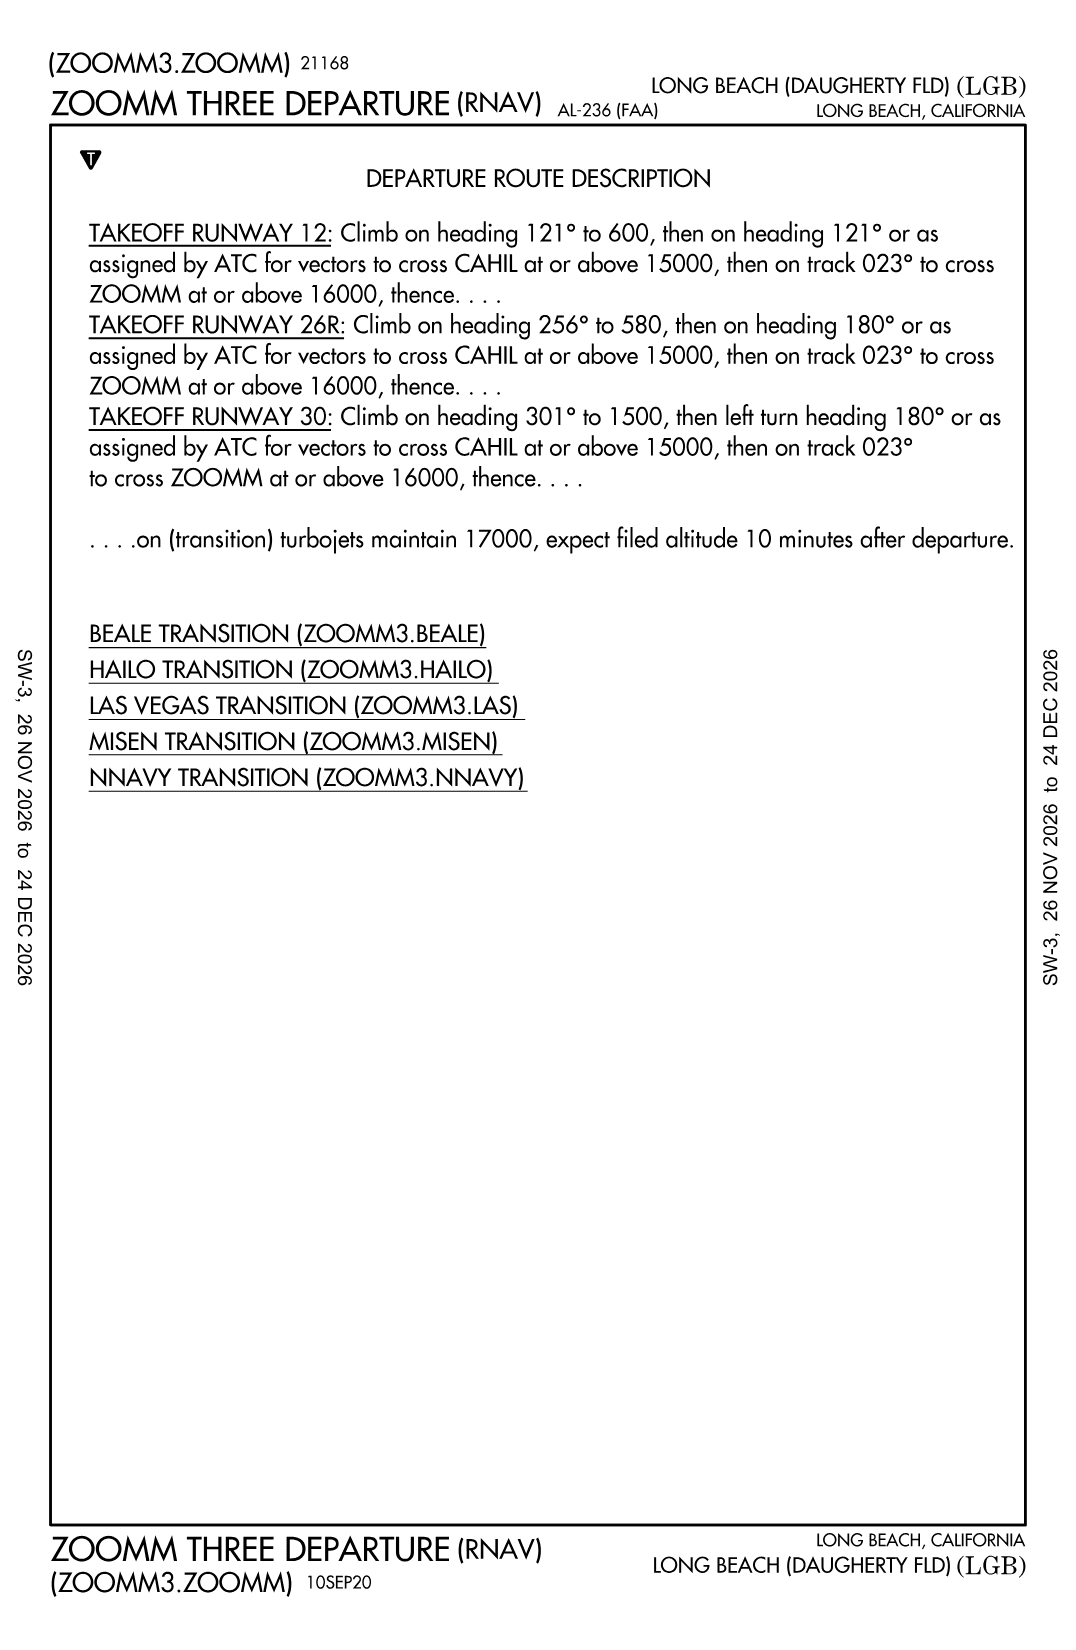 (ZOOMM3.ZOOMM) 21168
ZOOMM THREE DEPARTURE (RNAV) AL-236 (FAA)
LONG BEACH (DAUGHERTY FLD) (LGB)
LONG BEACH, CALIFORNIA
T
DEPARTURE ROUTE DESCRIPTION
TAKEOFF RUNWAY 12: Climb on heading 121° to 600, then on heading 121° or as
assigned by ATC for vectors to cross CAHIL at or above 15000, then on track 023° to cross
ZOOMM at or above 16000, thence. . . .
TAKEOFF RUNWAY 26R: Climb on heading 256° to 580, then on heading 180° or as
assigned by ATC for vectors to cross CAHIL at or above 15000, then on track 023° to cross
ZOOMM at or above 16000, thence. . . .
TAKEOFF RUNWAY 30: Climb on heading 301° to 1500, then left turn heading 180° or as
assigned by ATC for vectors to cross CAHIL at or above 15000, then on track 023°
to cross ZOOMM at or above 16000, thence. . . .
. . . .on (transition) turbojets maintain 17000, expect filed altitude 10 minutes after departure.
BEALE TRANSITION (ZOOMM3.BEALE)
HAILO TRANSITION (ZOOMM3.HAILO)
LAS VEGAS TRANSITION (ZOOMM3.LAS)
MISEN TRANSITION (ZOOMM3.MISEN)
NNAVY TRANSITION (ZOOMM3.NNAVY)
SW-3, 26 NOV 2026 to 24 DEC 2026
SW-3, 26 NOV 2026 to 24 DEC 2026
ZOOMM THREE DEPARTURE (RNAV)
(ZOOMM3.ZOOMM) 10SEP20
LONG BEACH, CALIFORNIA
LONG BEACH (DAUGHERTY FLD) (LGB)